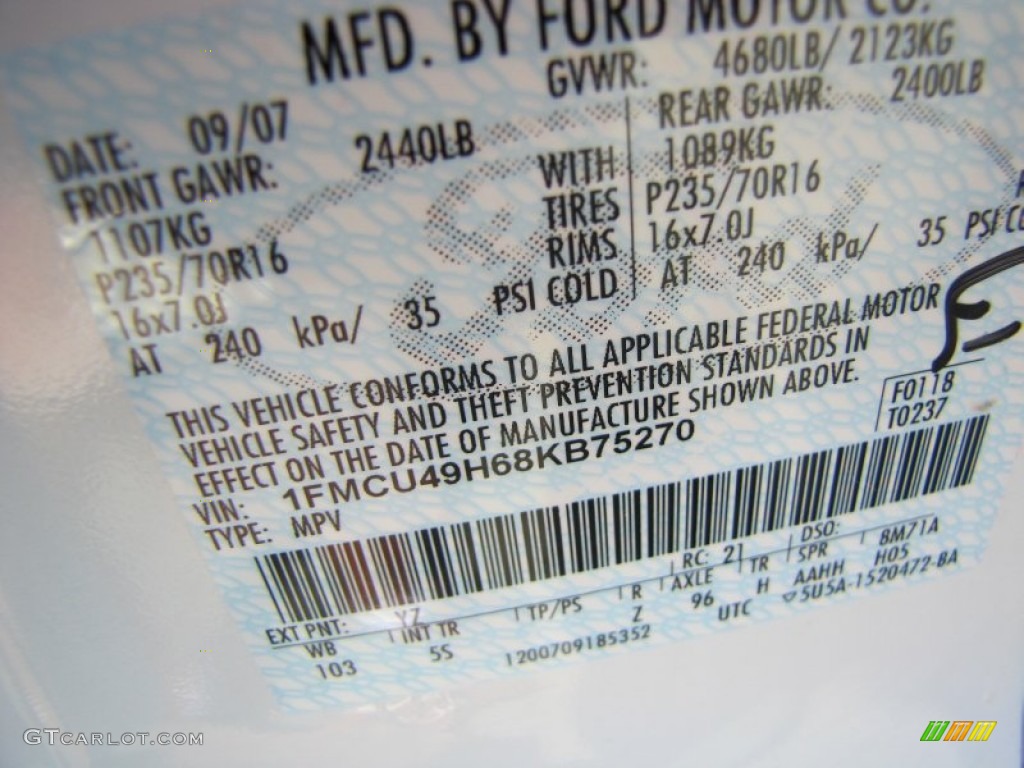 MFD. BY FORD MOTOR CO.
GVWR: 4680LB/ 2123KG
DATE: 09/07
REAR GAWR: 2400LB
FRONT GAWR: 2440LB
1089KG
1107KG WITH P235/70R16
P235/70R16 TIRES 16x7.0J
16x7.0J RIMS AT 240 kPa/ 35 PSI
AT 240 kPa/ 35 PSI COLD
THIS VEHICLE CONFORMS TO ALL APPLICABLE FEDERAL MOTOR
VEHICLE SAFETY AND THEFT PREVENTION STANDARDS IN
EFFECT ON THE DATE OF MANUFACTURE SHOWN ABOVE.
F0118
T0237
VIN: 1FMCU49H68KB75270
TYPE: MPV
EXT PNT: YZ RC: 21 DSO:
WB INT TR TP/PS R AXLE TR SPR 8M71A
103 5S Z 96 H AAHH H05
1200709185352 UTC 5U5A-1520472-BA
GTCARLOT.COM